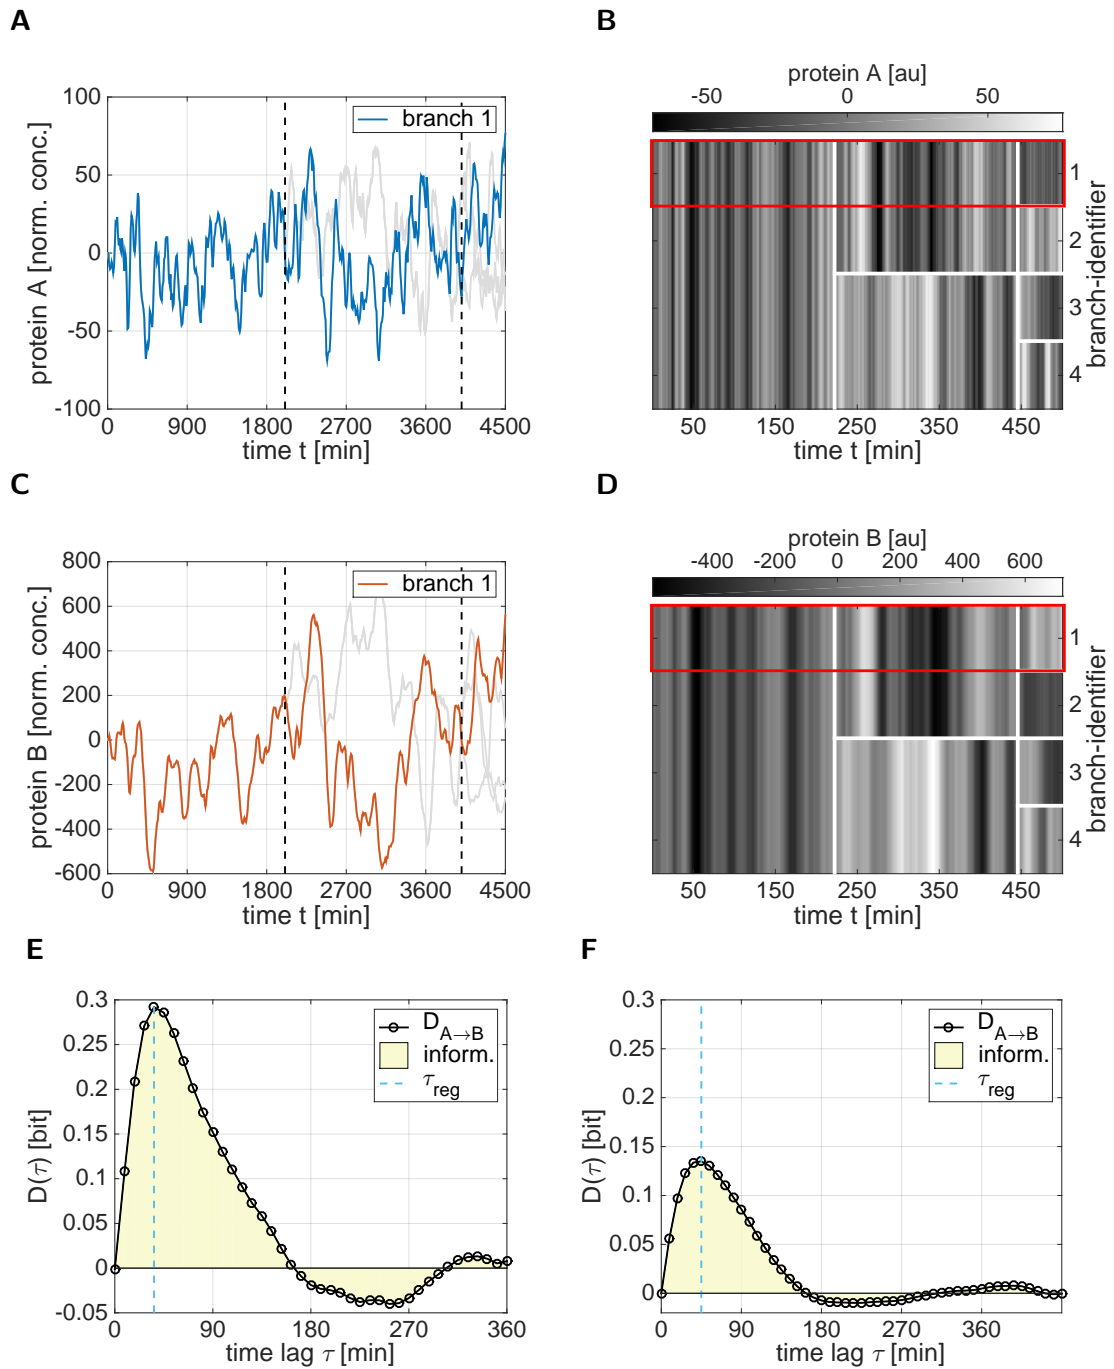 A
100
50
0
-50
-100
protein A [norm. conc.]
branch 1
0 900 1800 2700 3600 4500
time t [min]
B
protein A [au]
-50 0 50
1
2
3
4
branch-identifier
50 150 250 350 450
time t [min]
C
800
600
400
200
0
-200
-400
-600
protein B [norm. conc.]
branch 1
0 900 1800 2700 3600 4500
time t [min]
D
protein B [au]
-400 -200 0 200 400 600
1
2
3
4
branch-identifier
50 150 250 350 450
time t [min]
E
0.3
0.25
0.2
0.15
0.1
0.05
0
-0.05
D(τ) [bit]
D A→B
inform.
τ reg
0 90 180 270 360
time lag τ [min]
F
0.3
0.25
0.2
0.15
0.1
0.05
0
D(τ) [bit]
D A→B
inform.
τ reg
0 90 180 270 360
time lag τ [min]